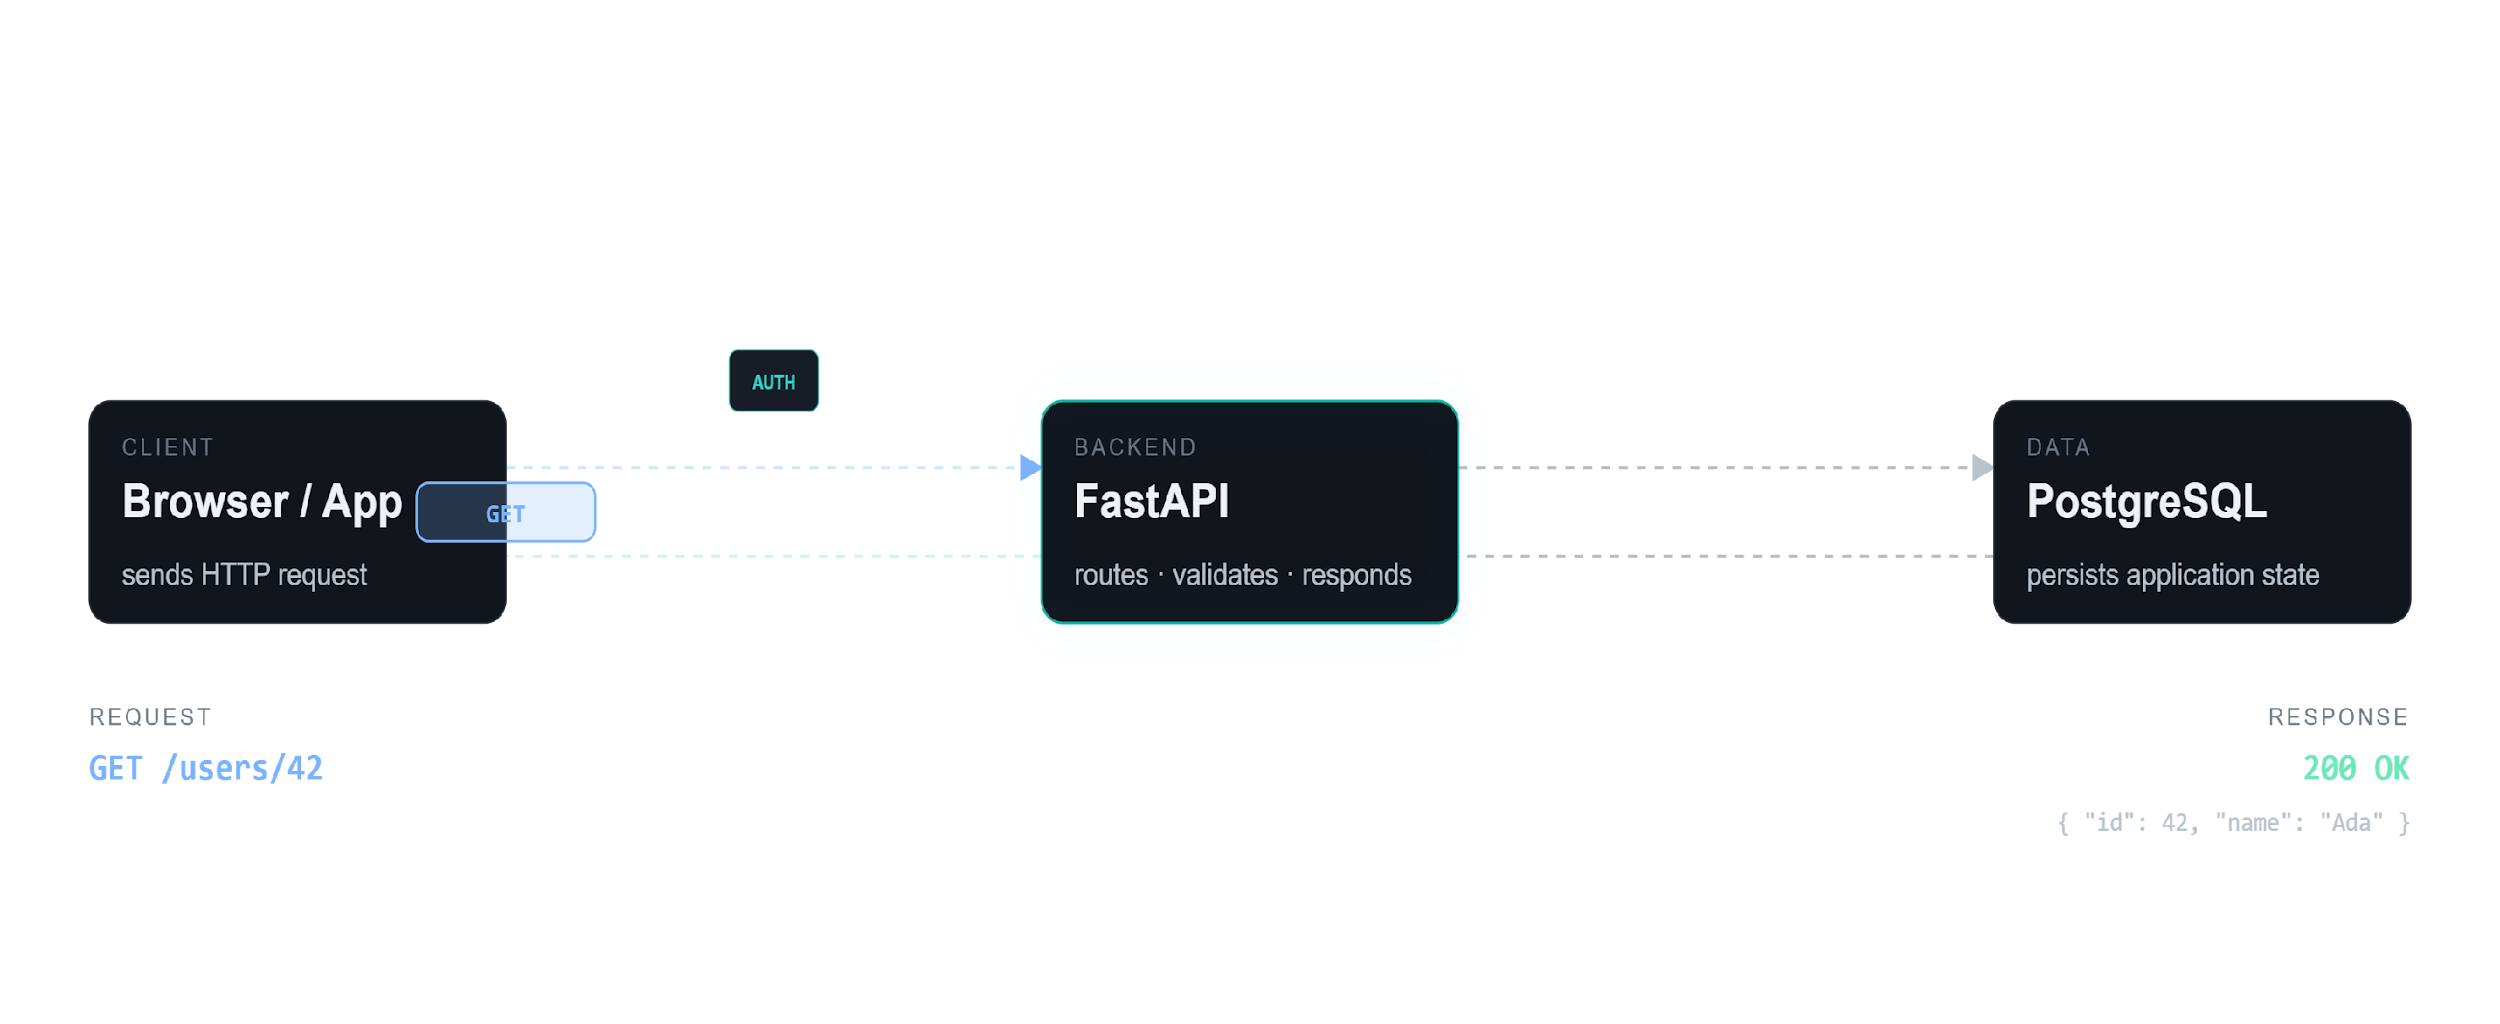 AUTH
CLIENT
Browser / App
GET
sends HTTP request
BACKEND
FastAPI
routes · validates · responds
DATA
PostgreSQL
persists application state
REQUEST
GET /users/42
RESPONSE
200 OK
{ "id": 42, "name": "Ada" }